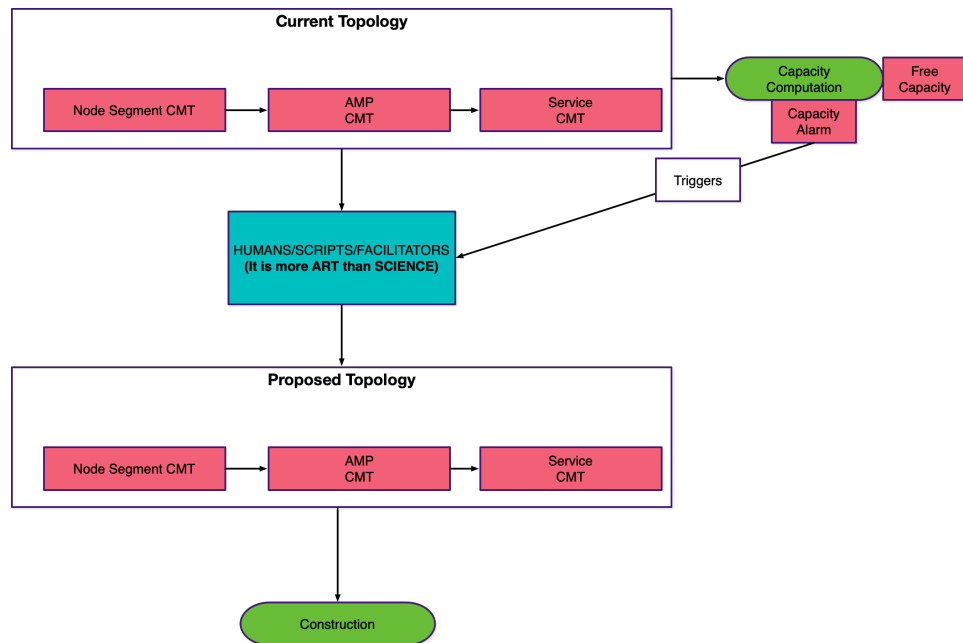 Current Topology
Node Segment CMT
AMP
CMT
Service
CMT
Capacity
Computation
Free
Capacity
Capacity
Alarm
Triggers
HUMANS/SCRIPTS/FACILITATORS
(It is more ART than SCIENCE)
Proposed Topology
Node Segment CMT
AMP
CMT
Service
CMT
Construction